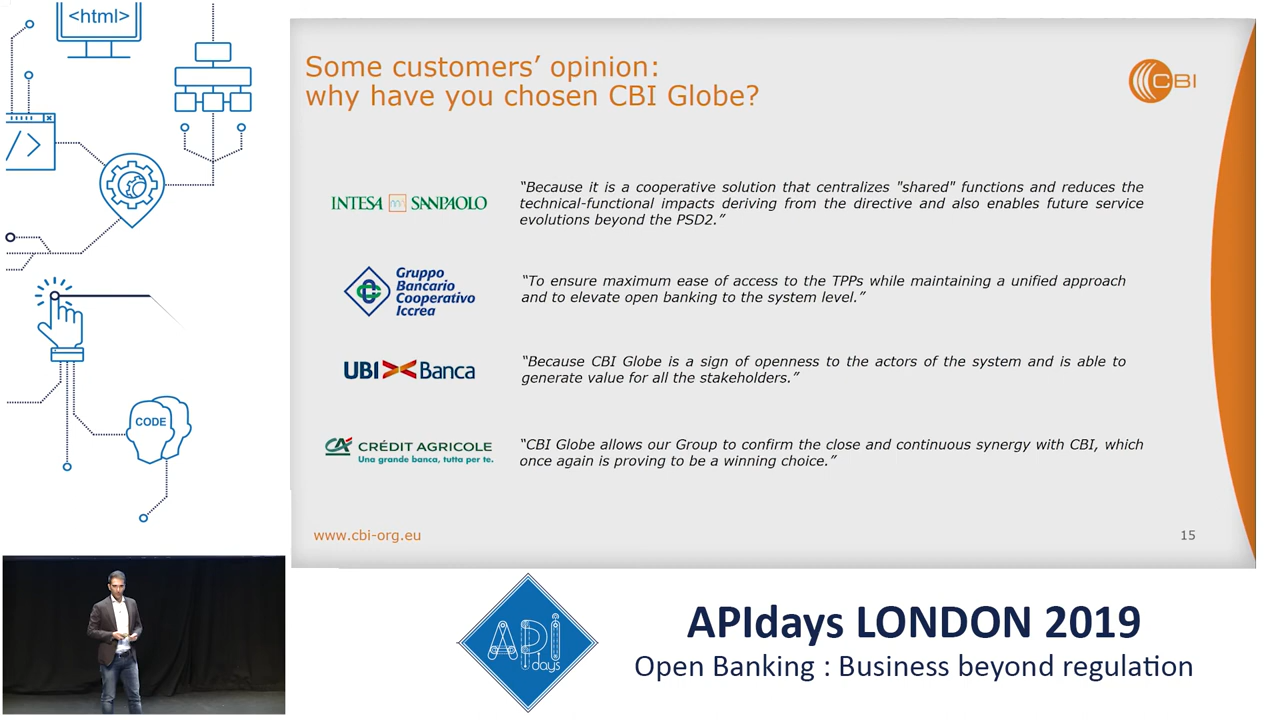 <html>
</>
CODE
Some customers’ opinion:
why have you chosen CBI Globe?
CBI
INTESA SANPAOLO
“Because it is a cooperative solution that centralizes "shared" functions and reduces the
technical-functional impacts deriving from the directive and also enables future service
evolutions beyond the PSD2.”
Gruppo
Bancario
Cooperativo
Iccrea
“To ensure maximum ease of access to the TPPs while maintaining a unified approach
and to elevate open banking to the system level.”
UBI Banca
“Because CBI Globe is a sign of openness to the actors of the system and is able to
generate value for all the stakeholders.”
CRÉDIT AGRICOLE
Una grande banca, tutta per te.
“CBI Globe allows our Group to confirm the close and continuous synergy with CBI, which
once again is proving to be a winning choice.”
www.cbi-org.eu
15
API
days
APIdays LONDON 2019
Open Banking : Business beyond regulation